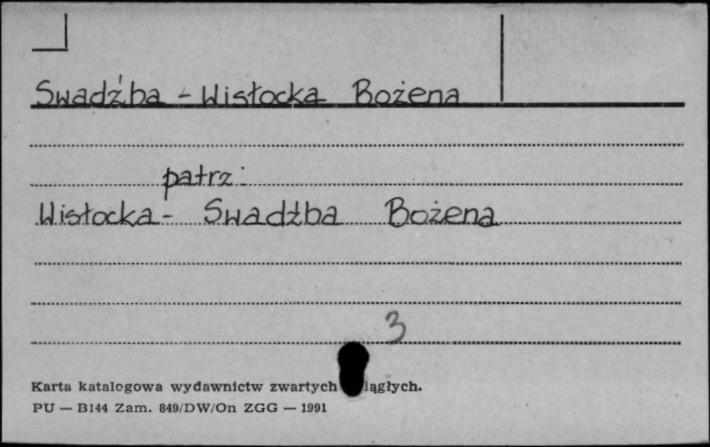 Swadźba - Wisłocka Bożena
patrz:
Wisłocka - Swadźba Bożena
3
Karta katalogowa wydawnictw zwartych iągłych.
PU — B144 Zam. 849/DW/On ZGG — 1991